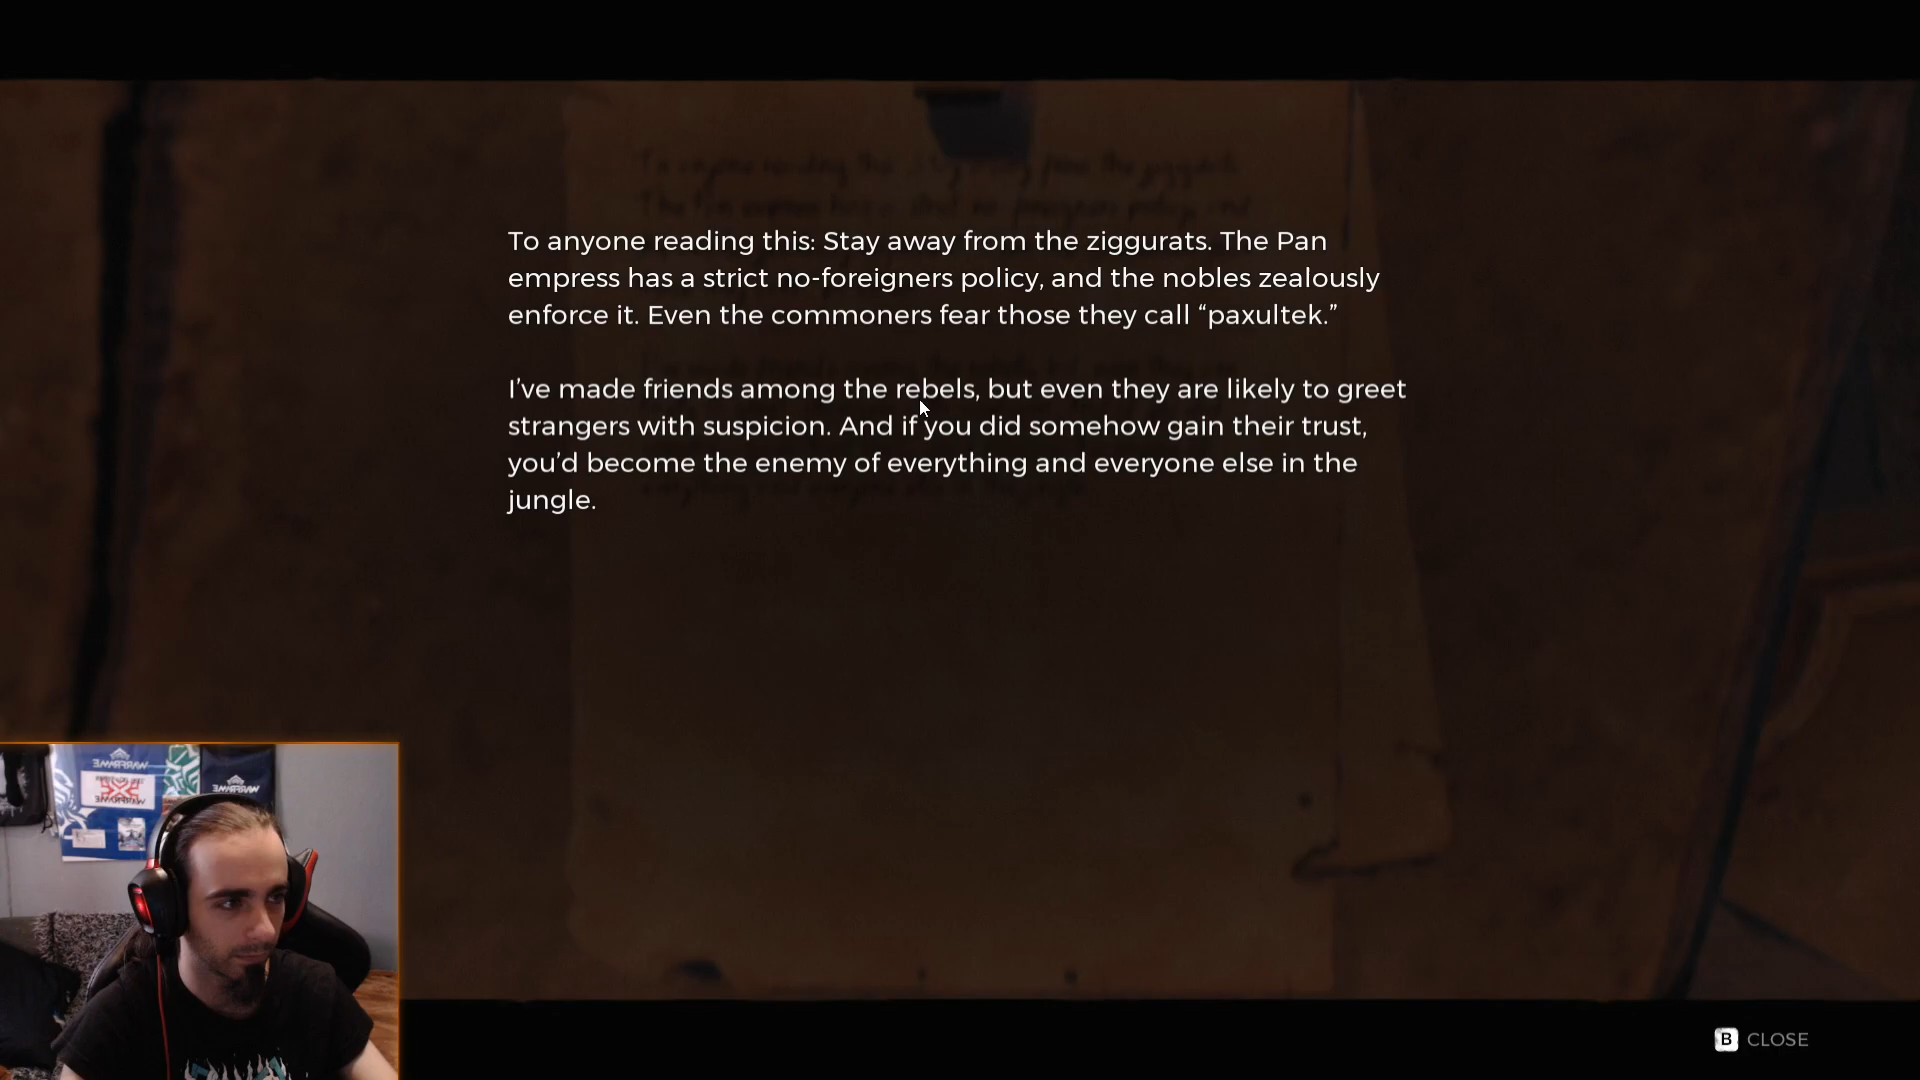 To anyone reading this: Stay away from the ziggurats. The Pan
empress has a strict no-foreigners policy, and the nobles zealously
enforce it. Even the commoners fear those they call “paxultek.”
I’ve made friends among the rebels, but even they are likely to greet
strangers with suspicion. And if you did somehow gain their trust,
you’d become the enemy of everything and everyone else in the
jungle.
WARFRAME
WARFRAME
WARFRAME
B CLOSE